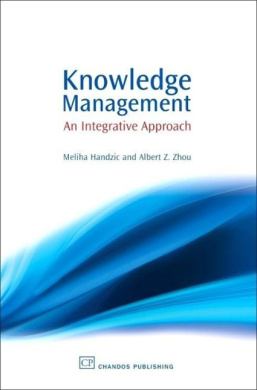 Knowledge
Management
An Integrative Approach
Meliha Handzic and Albert Z. Zhou
CP
CHANDOS PUBLISHING